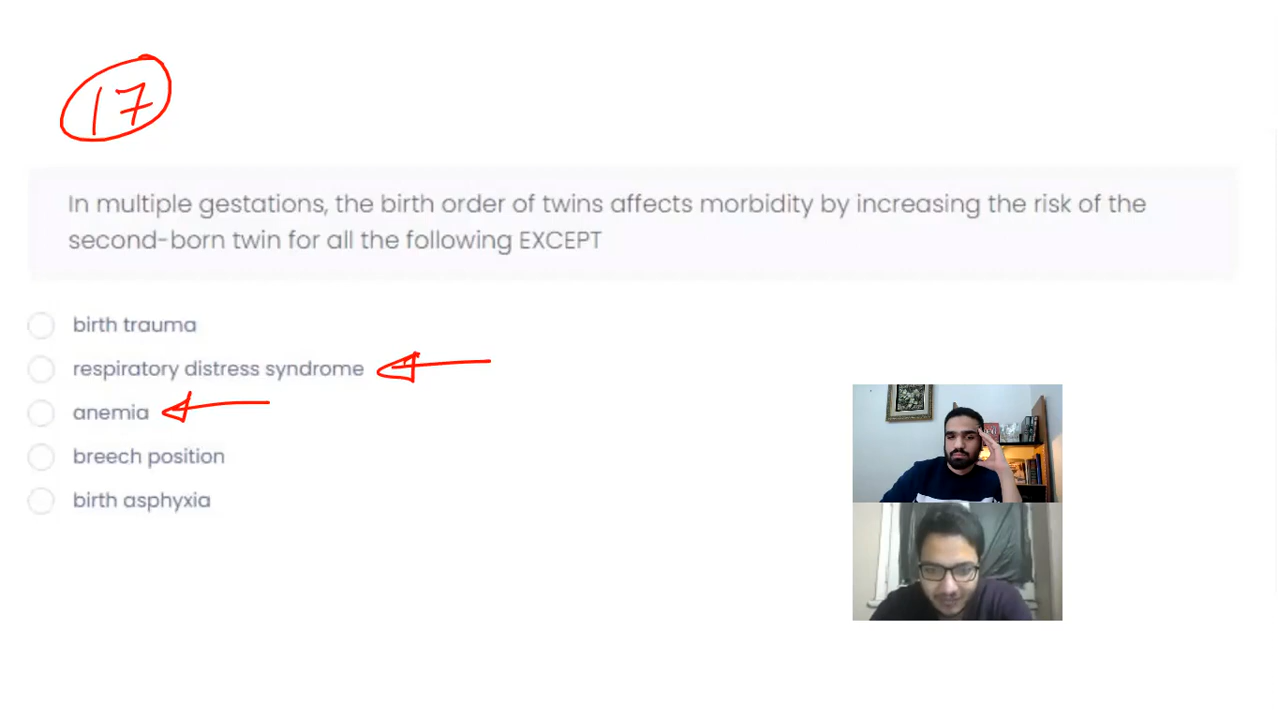 17
In multiple gestations, the birth order of twins affects morbidity by increasing the risk of the
second-born twin for all the following EXCEPT
birth trauma
respiratory distress syndrome
anemia
breech position
birth asphyxia